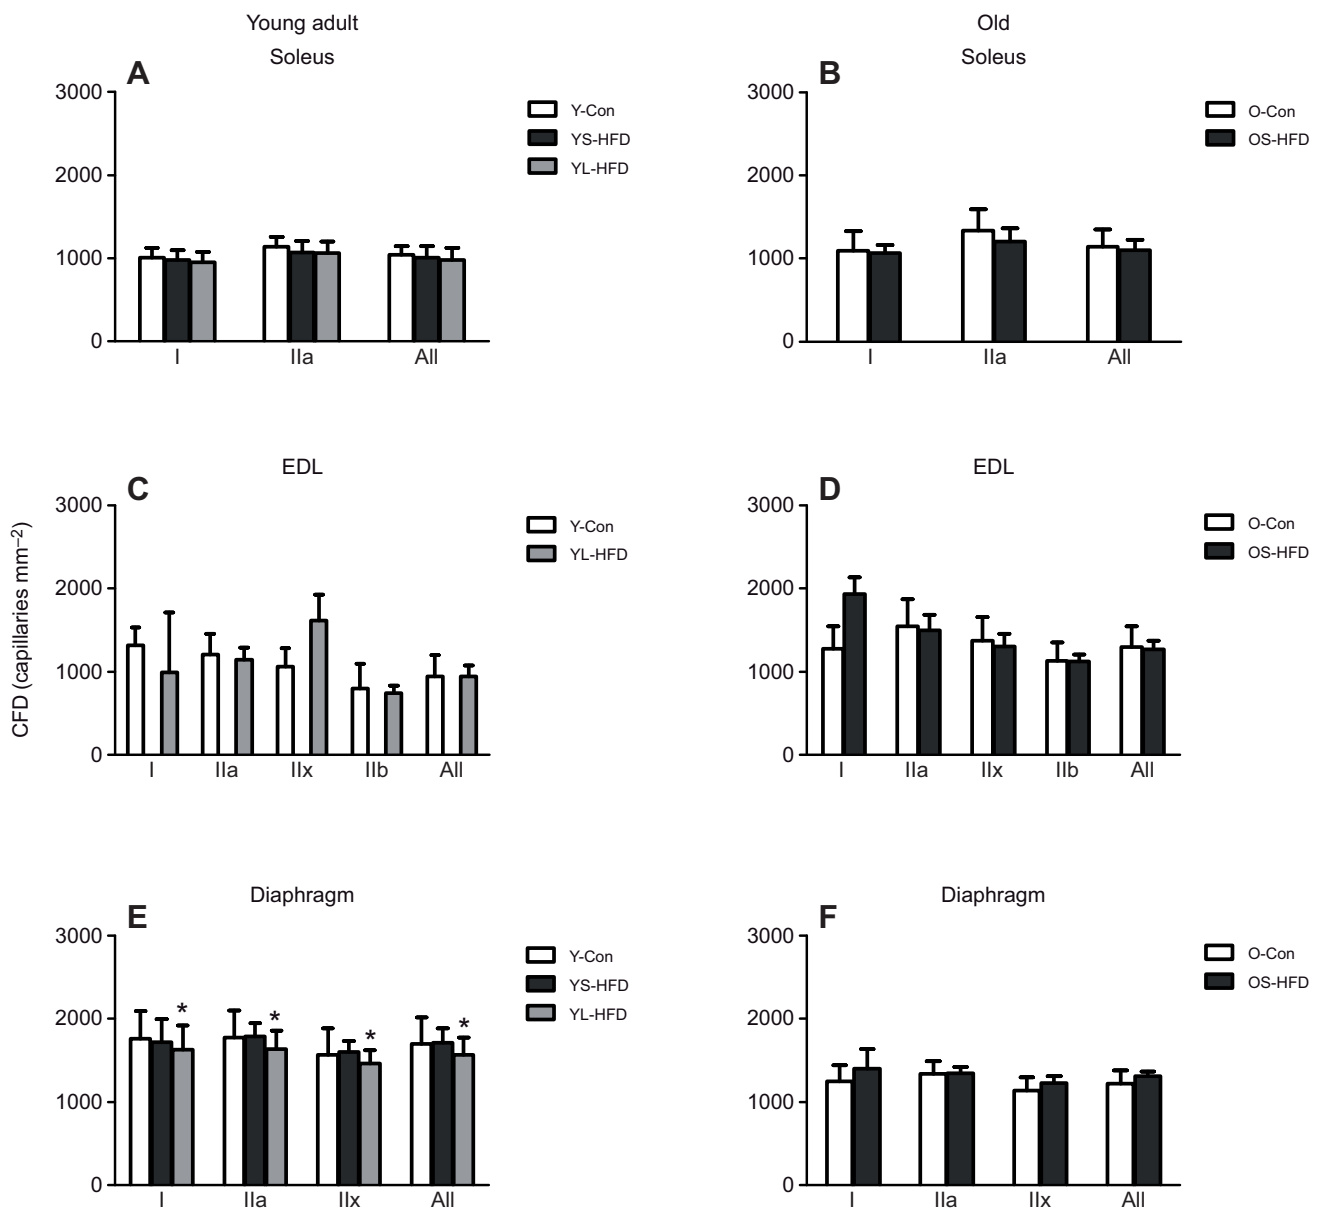 Young adult
Soleus
A
3000
2000
1000
0
I IIa All
Y-Con
YS-HFD
YL-HFD
Old
Soleus
B
3000
2000
1000
0
I IIa All
O-Con
OS-HFD
CFD (capillaries mm–2)
EDL
C
3000
2000
1000
0
I IIa IIx IIb All
Y-Con
YL-HFD
EDL
D
3000
2000
1000
0
I IIa IIx IIb All
O-Con
OS-HFD
Diaphragm
E
3000
2000
1000
0
* * * *
I IIa IIx All
Y-Con
YS-HFD
YL-HFD
Diaphragm
F
3000
2000
1000
0
I IIa IIx All
O-Con
OS-HFD